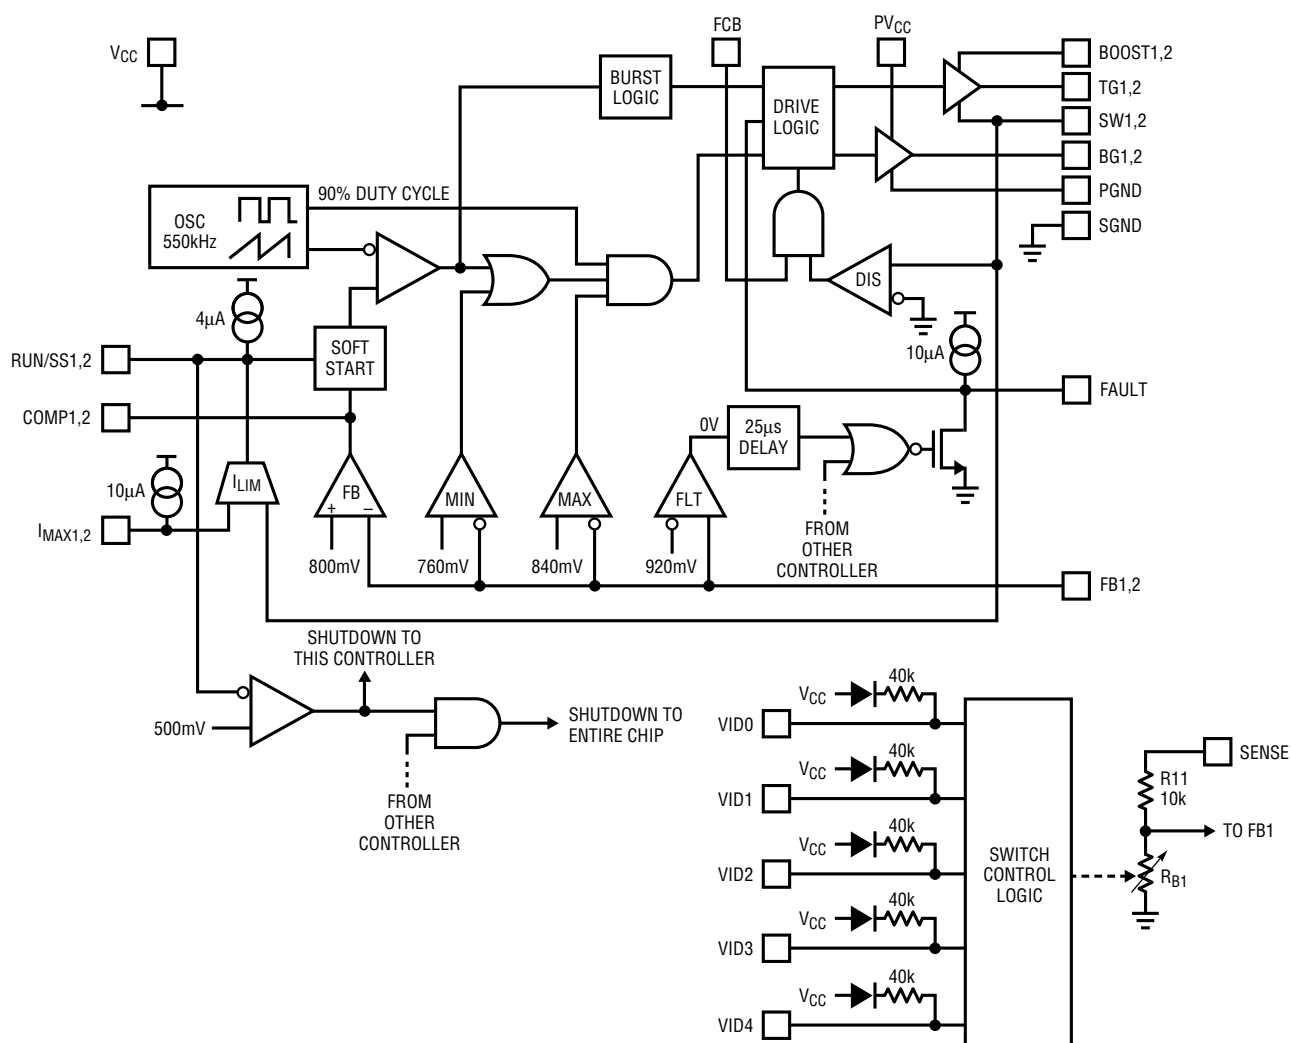 VCC
FCB
PVCC
BOOST1,2
TG1,2
SW1,2
BG1,2
PGND
SGND
BURST
LOGIC
DRIVE
LOGIC
90% DUTY CYCLE
OSC
550kHz
DIS
4µA
10µA
RUN/SS1,2
SOFT
START
FAULT
COMP1,2
0V
25µs
DELAY
10µA
ILIM
FB
+
–
MIN
MAX
FLT
IMAX1,2
FROM
OTHER
CONTROLLER
800mV
760mV
840mV
920mV
FB1,2
SHUTDOWN TO
THIS CONTROLLER
500mV
SHUTDOWN TO
ENTIRE CHIP
FROM
OTHER
CONTROLLER
VCC
40k
VID0
VCC
40k
VID1
VCC
40k
VID2
VCC
40k
VID3
VCC
40k
VID4
SWITCH
CONTROL
LOGIC
SENSE
R11
10k
TO FB1
RB1